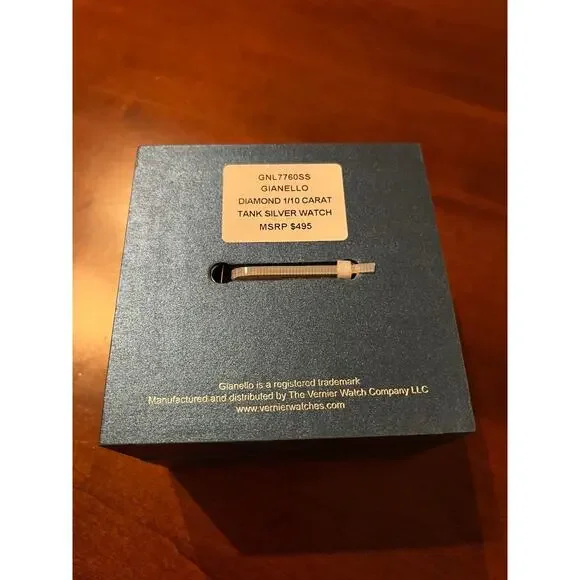 GNL7760SS
GIANELLO
DIAMOND 1/10 CARAT
TANK SILVER WATCH
MSRP $495
Gianello is a registered trademark
Manufactured and distributed by The Vernier Watch Company LLC
www.vernierwatches.com